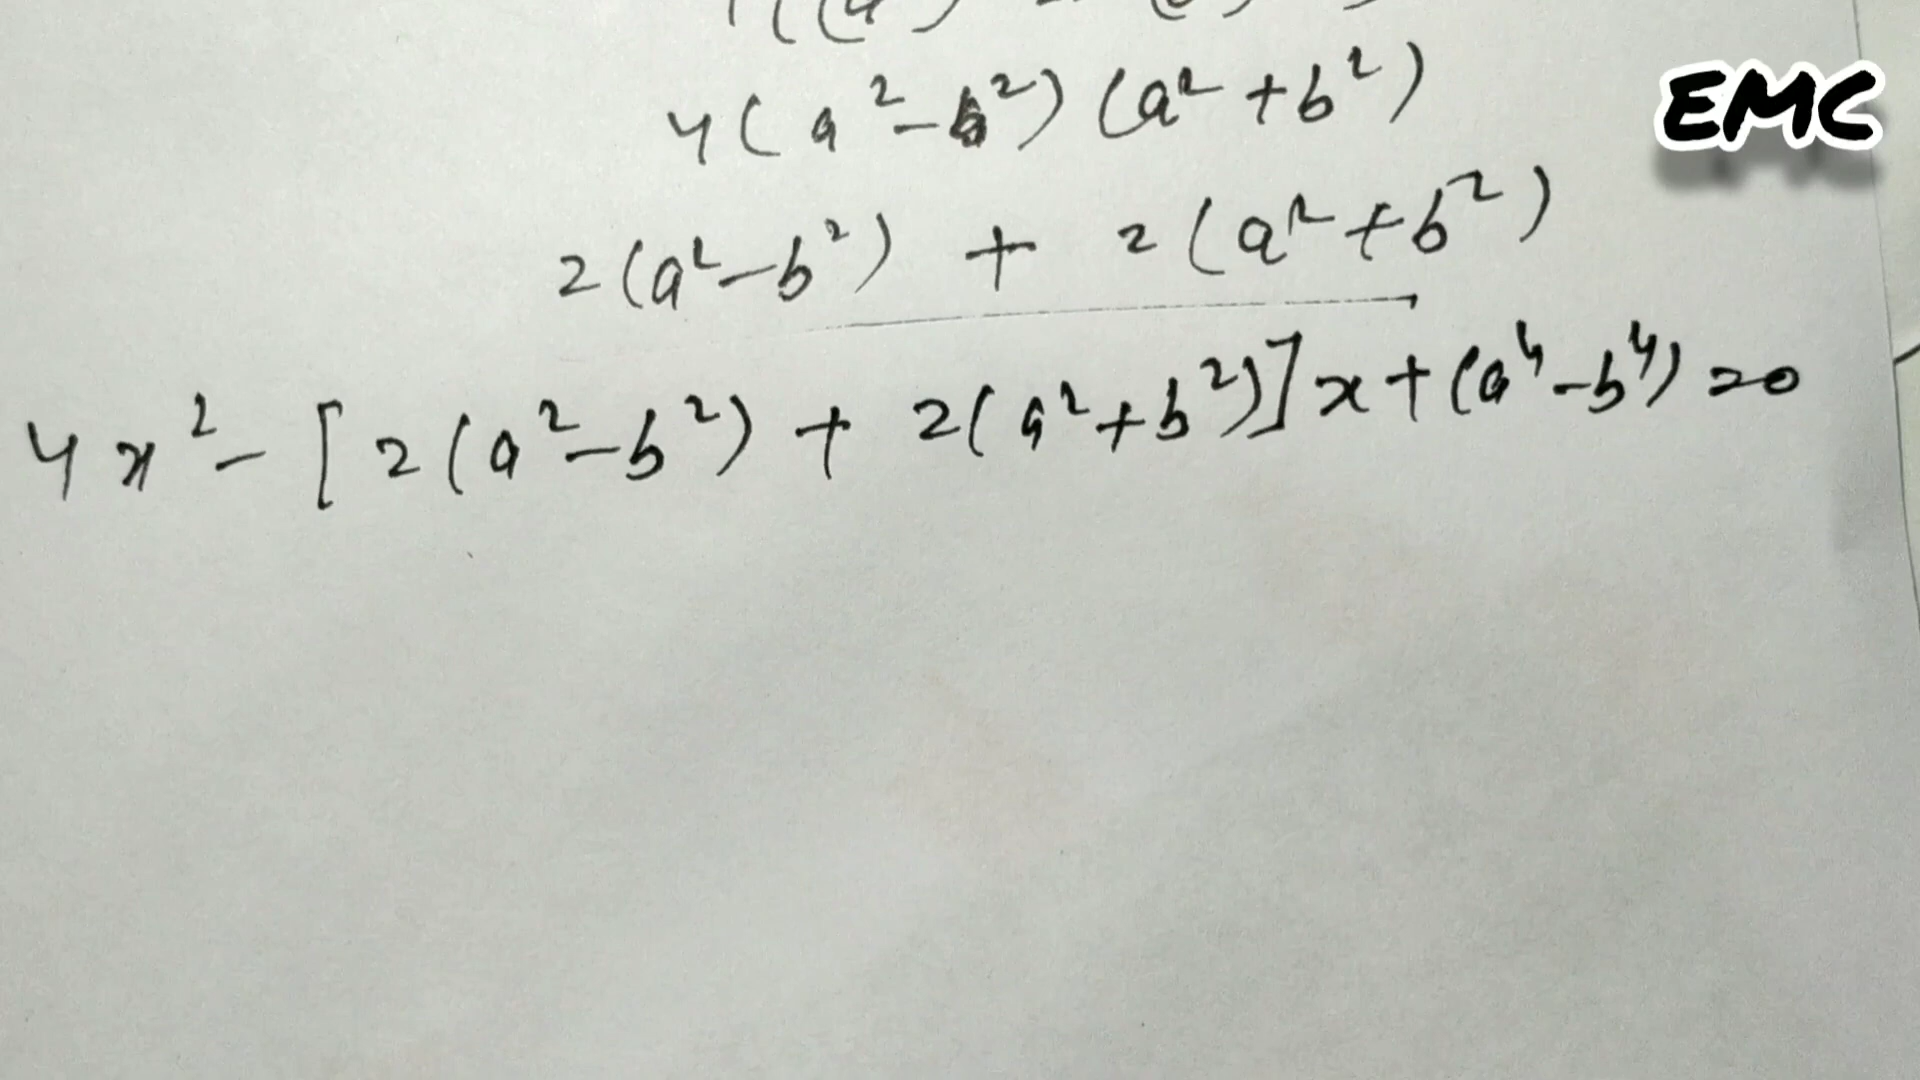 EMC
4(a²-b²)(a²+b²)
2(a²-b²) + 2(a²+b²)
4x² - [2(a²-b²) + 2(a²+b²)]x + (a⁴-b⁴) =0